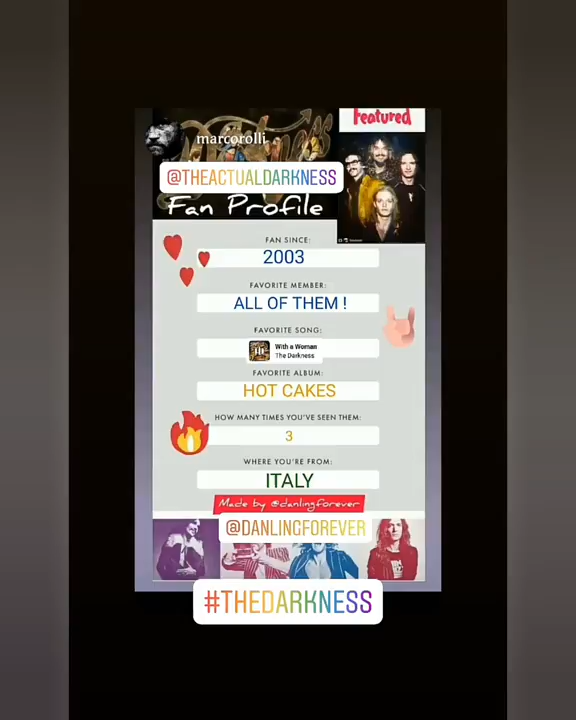 Featured
marcorolli
@THEACTUALDARKNESS
Fan Profile
FAN SINCE:
2003
FAVORITE MEMBER:
ALL OF THEM !
FAVORITE SONG:
With a Woman
The Darkness
FAVORITE ALBUM:
HOT CAKES
HOW MANY TIMES YOU'VE SEEN THEM:
3
WHERE YOU'RE FROM:
ITALY
Made by @danlingforever
@DANLINGFOREVER
#THEDARKNESS